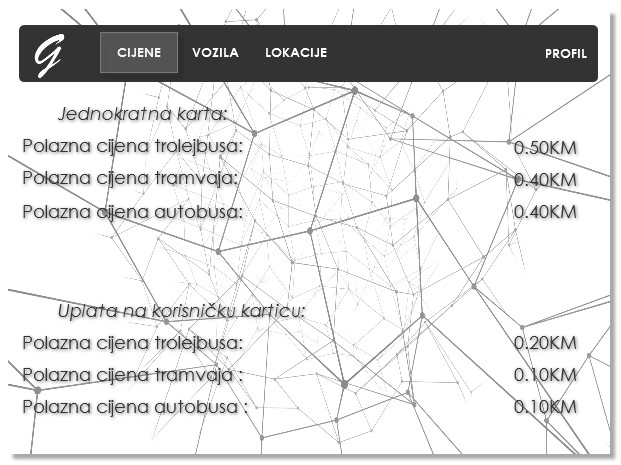 G CIJENE VOZILA LOKACIJE PROFIL
Jednokratna karta:
Polazna cijena trolejbusa: 0.50KM
Polazna cijena tramvaja: 0.40KM
Polazna cijena autobusa: 0.40KM
Uplata na korisničku karticu:
Polazna cijena trolejbusa: 0.20KM
Polazna cijena tramvaja : 0.10KM
Polazna cijena autobusa : 0.10KM